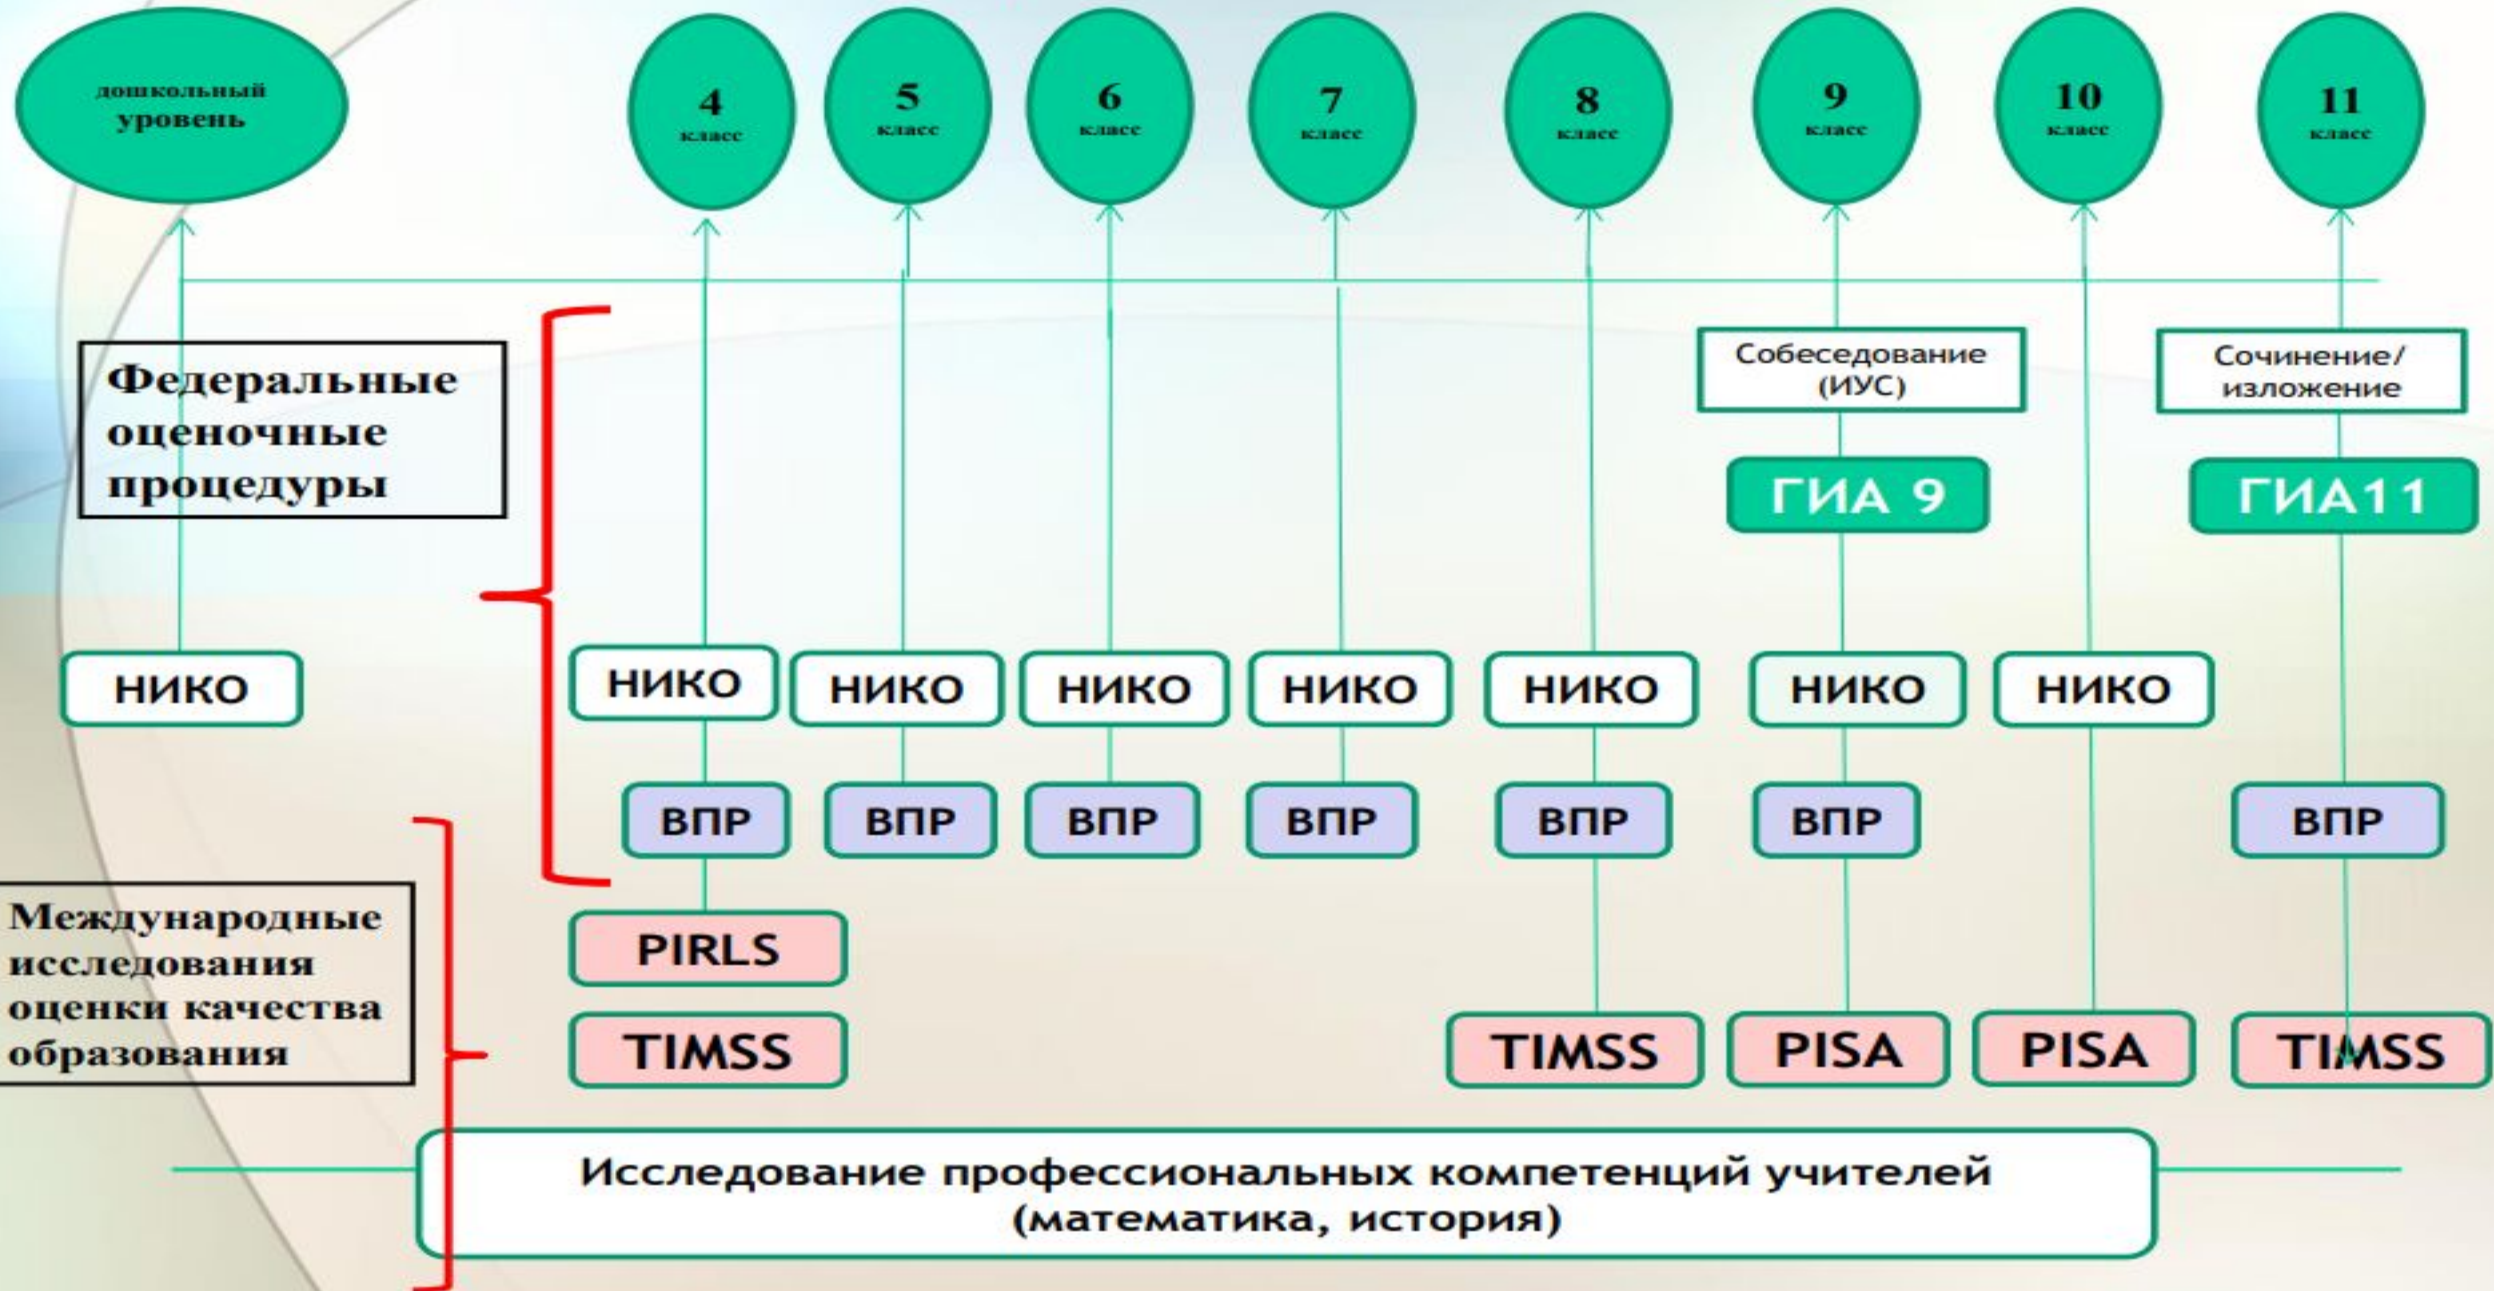 дошкольный
уровень
4
класс
5
класс
6
класс
7
класс
8
класс
9
класс
10
класс
11
класс
Федеральные
оценочные
процедуры
Собеседование
(ИУС)
Сочинение/
изложение
ГИА 9
ГИА11
НИКО
НИКО
НИКО
НИКО
НИКО
НИКО
НИКО
НИКО
ВПР
ВПР
ВПР
ВПР
ВПР
ВПР
ВПР
Международные
исследования
оценки качества
образования
PIRLS
TIMSS
TIMSS
PISA
PISA
TIMSS
Исследование профессиональных компетенций учителей
(математика, история)